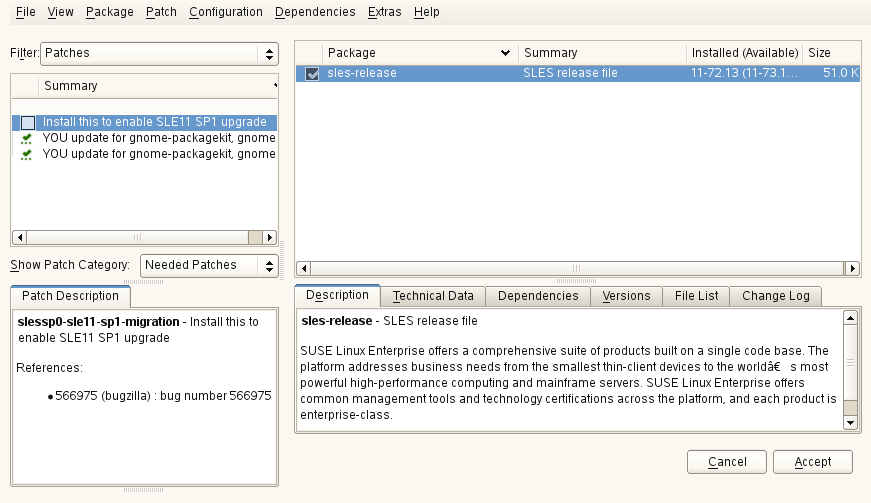 File View Package Patch Configuration Dependencies Extras Help
Filter: Patches
Summary
Install this to enable SLE11 SP1 upgrade
YOU update for gnome-packagekit, gnome
YOU update for gnome-packagekit, gnome
Show Patch Category: Needed Patches
Patch Description
slessp0-sle11-sp1-migration - Install this to
enable SLE11 SP1 upgrade
References:
566975 (bugzilla) : bug number 566975
Package Summary Installed (Available) Size
sles-release SLES release file 11-72.13 (11-73.1... 51.0 K
Description Technical Data Dependencies Versions File List Change Log
sles-release - SLES release file
SUSE Linux Enterprise offers a comprehensive suite of products built on a single code base. The
platform addresses business needs from the smallest thin-client devices to the worldâ€ s most
powerful high-performance computing and mainframe servers. SUSE Linux Enterprise offers
common management tools and technology certifications across the platform, and each product is
enterprise-class.
Cancel Accept